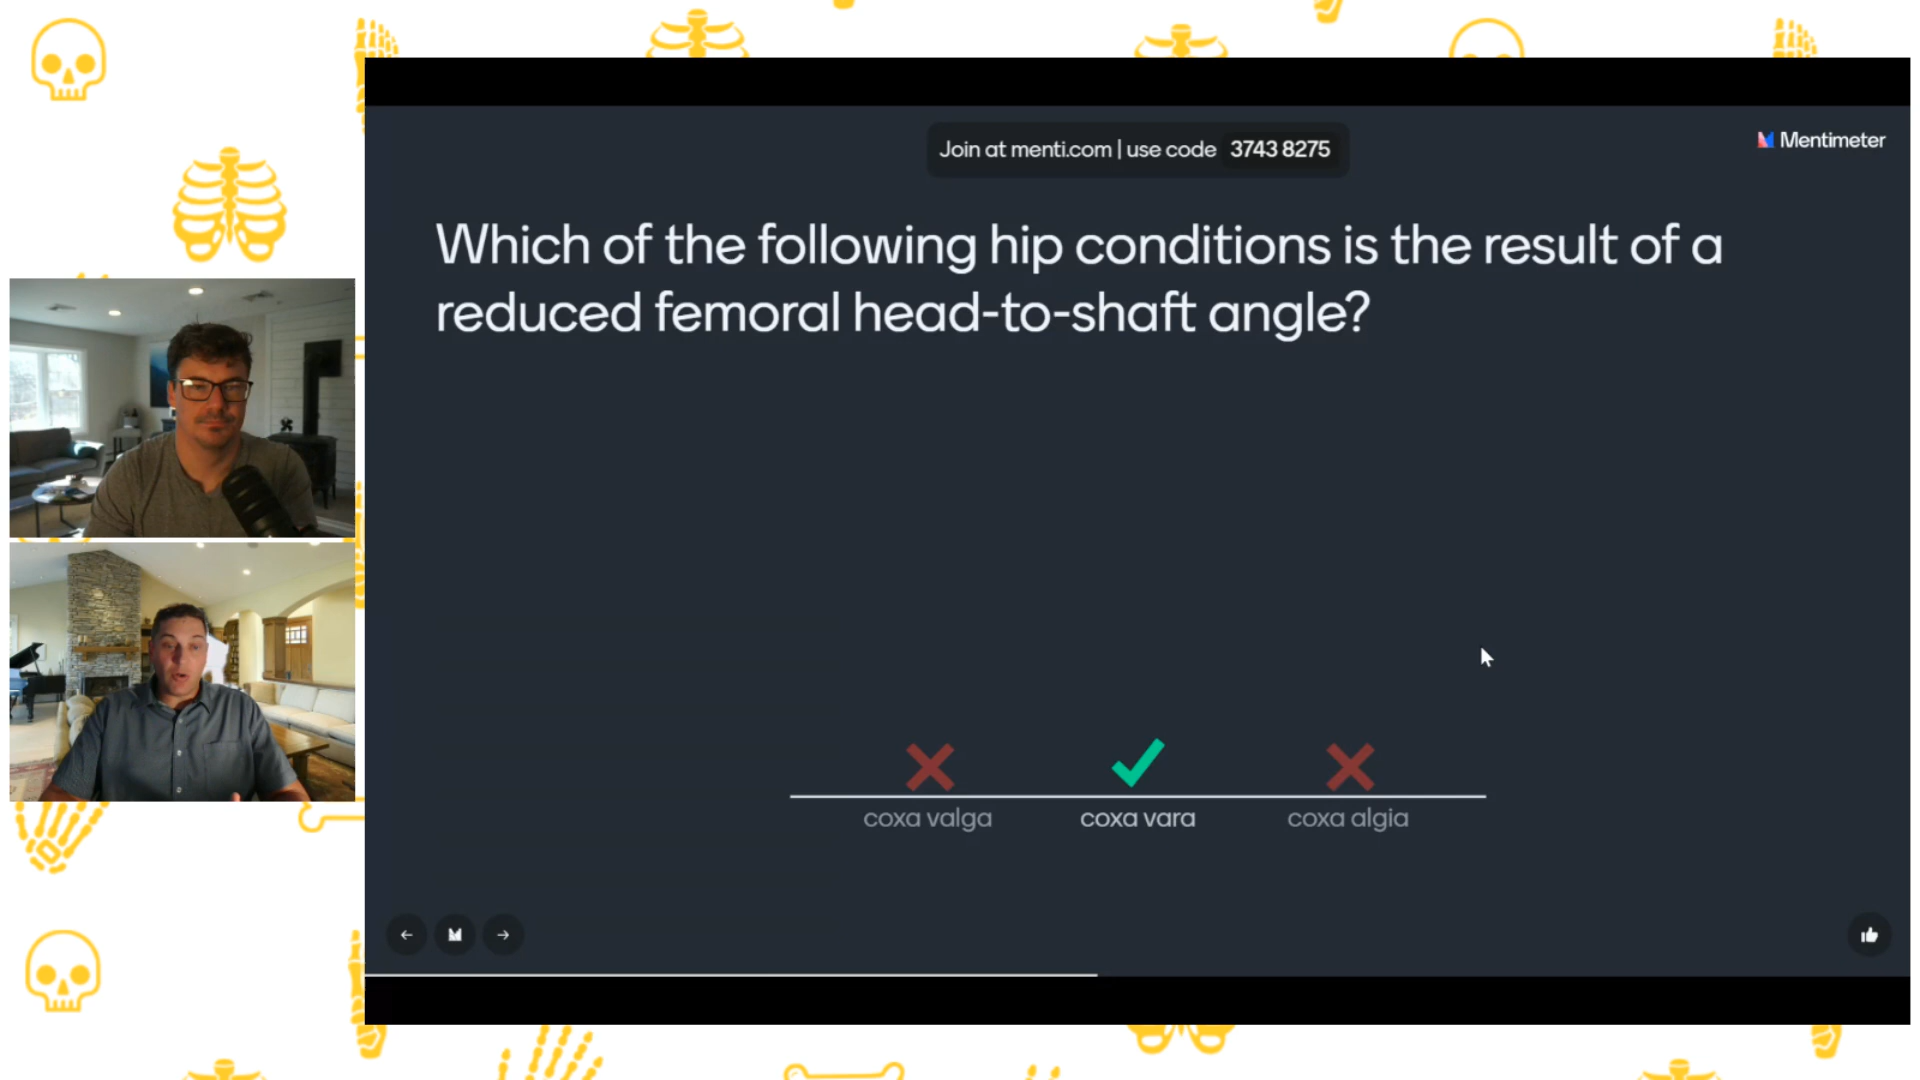 Join at menti.com | use code 3743 8275
Mentimeter
Which of the following hip conditions is the result of a
reduced femoral head-to-shaft angle?
coxa valga
coxa vara
coxa algia